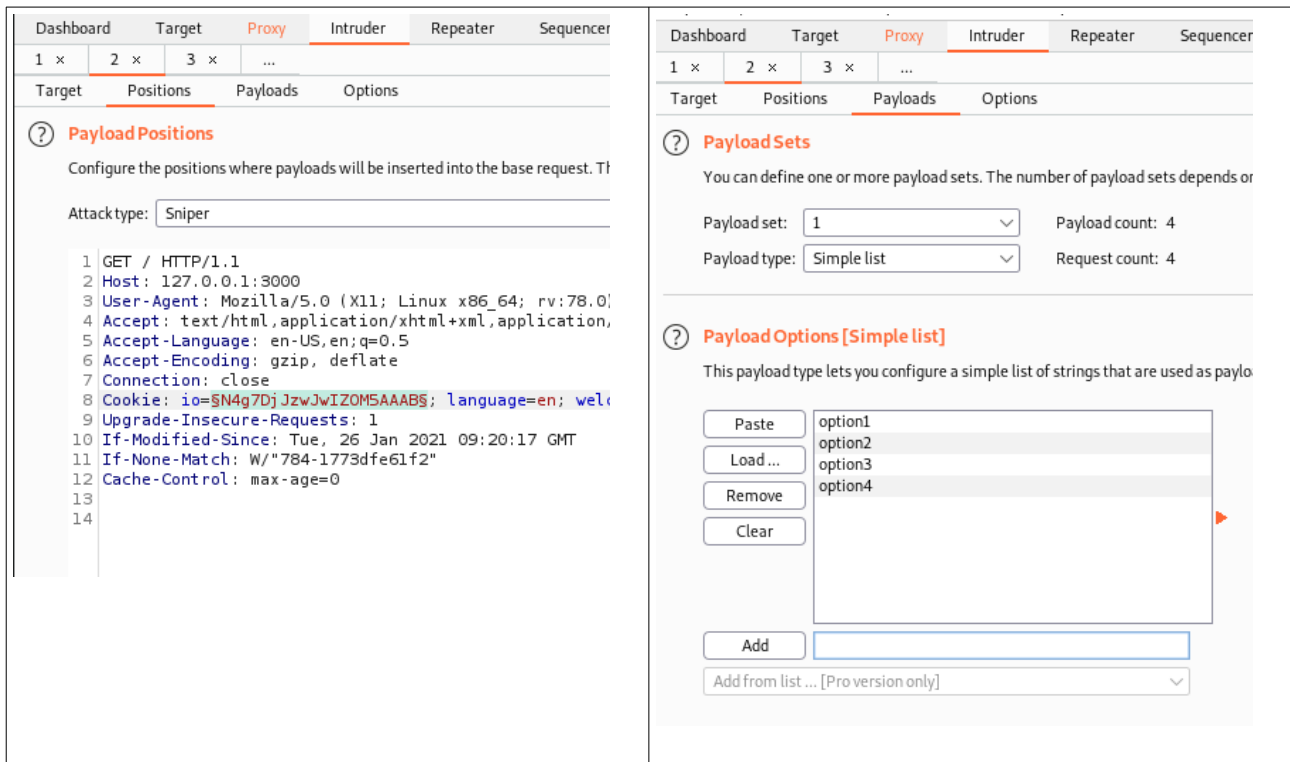 Dashboard Target Proxy Intruder Repeater Sequencer
1 × 2 × 3 × ...
Target Positions Payloads Options
? Payload Positions
Configure the positions where payloads will be inserted into the base request. Th
Attack type: Sniper
1 GET / HTTP/1.1
2 Host: 127.0.0.1:3000
3 User-Agent: Mozilla/5.0 (X11; Linux x86_64; rv:78.0)
4 Accept: text/html,application/xhtml+xml,application/
5 Accept-Language: en-US,en;q=0.5
6 Accept-Encoding: gzip, deflate
7 Connection: close
8 Cookie: io=§N4g7DjJzwJwIZOM5AAAB§; language=en; welc
9 Upgrade-Insecure-Requests: 1
10 If-Modified-Since: Tue, 26 Jan 2021 09:20:17 GMT
11 If-None-Match: W/"784-1773dfe61f2"
12 Cache-Control: max-age=0
13
14
Dashboard Target Proxy Intruder Repeater Sequencer
1 × 2 × 3 × ...
Target Positions Payloads Options
? Payload Sets
You can define one or more payload sets. The number of payload sets depends on
Payload set: 1 Payload count: 4
Payload type: Simple list Request count: 4
? Payload Options [Simple list]
This payload type lets you configure a simple list of strings that are used as paylo
Paste
Load ...
Remove
Clear
option1
option2
option3
option4
Add
Add from list ... [Pro version only]